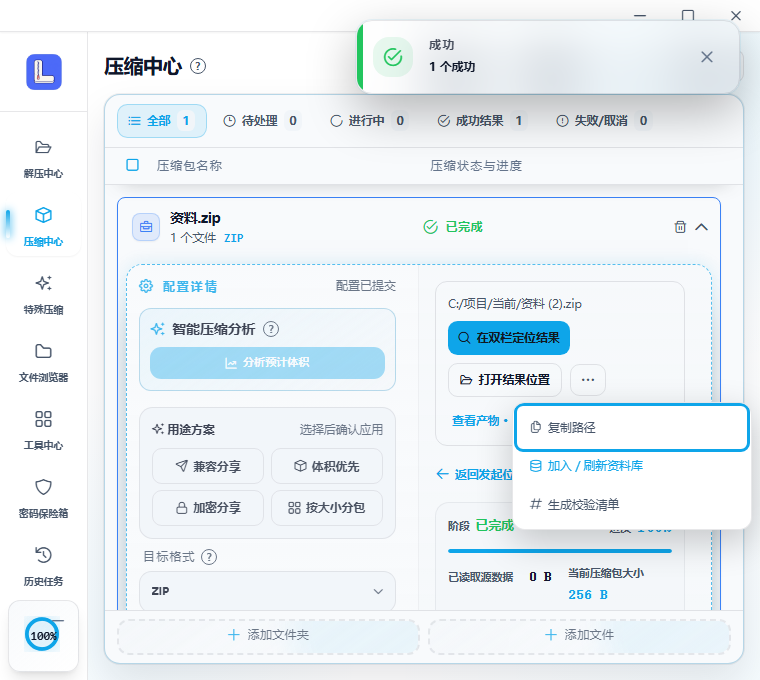 成功
1 个成功
压缩中心 ?
全部 1 待处理 0 进行中 0 成功结果 1 失败/取消 0
压缩包名称 压缩状态与进度
解压中心
压缩中心
特殊压缩
文件浏览器
工具中心
密码保险箱
历史任务
100%
资料.zip
1 个文件 ZIP
已完成
配置详情 配置已提交
智能压缩分析 ?
分析预计体积
用途方案 选择后确认应用
兼容分享 体积优先
加密分享 按大小分包
目标格式 ?
ZIP
C:/项目/当前/资料 (2).zip
在双栏定位结果
打开结果位置 ···
查看产物 •
复制路径
加入 / 刷新资料库
生成校验清单
返回发起位
阶段 已完成
已读取源数据 0 B 当前压缩包大小
256 B
添加文件夹 添加文件